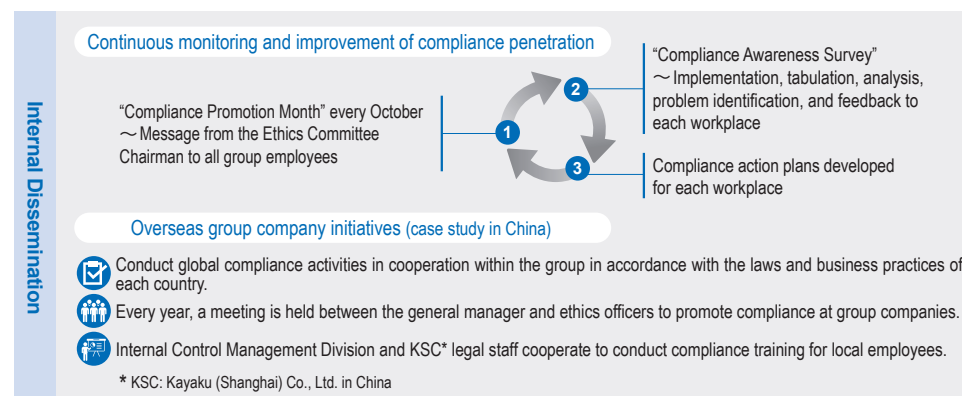 Internal Dissemination
Continuous monitoring and improvement of compliance penetration
“Compliance Promotion Month” every October
～Message from the Ethics Committee
Chairman to all group employees
1
2
“Compliance Awareness Survey”
～Implementation, tabulation, analysis,
problem identification, and feedback to
each workplace
3
Compliance action plans developed
for each workplace
Overseas group company initiatives (case study in China)
Conduct global compliance activities in cooperation within the group in accordance with the laws and business practices of
each country.
Every year, a meeting is held between the general manager and ethics officers to promote compliance at group companies.
Internal Control Management Division and KSC* legal staff cooperate to conduct compliance training for local employees.
* KSC: Kayaku (Shanghai) Co., Ltd. in China